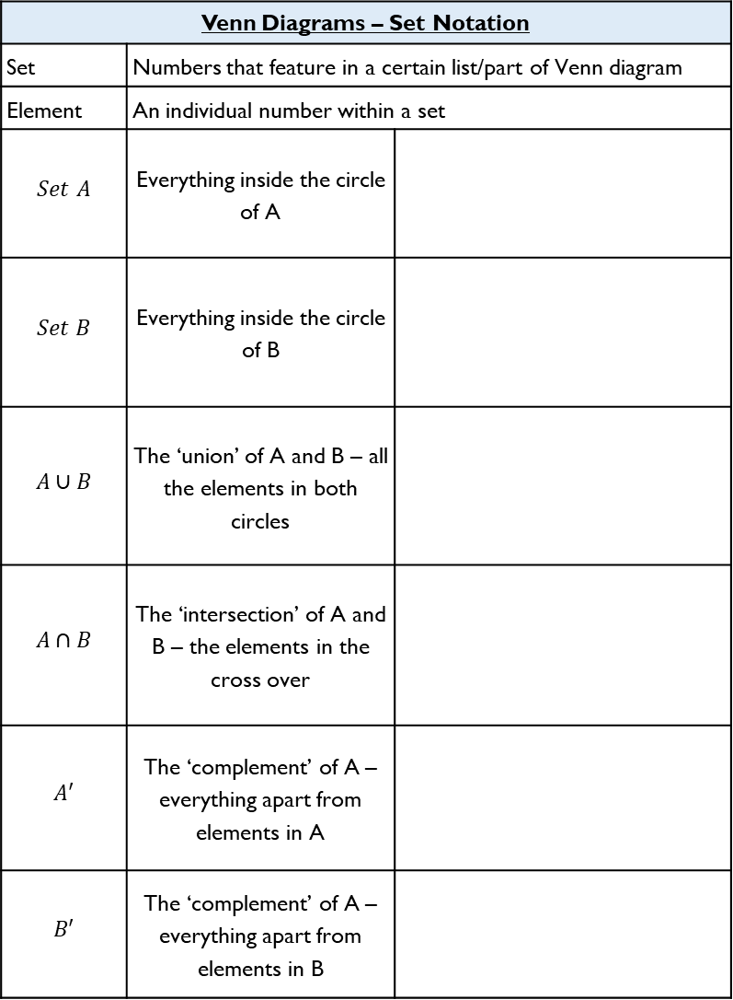 Venn Diagrams – Set Notation
Set
Numbers that feature in a certain list/part of Venn diagram
Element
An individual number within a set
Set A
Everything inside the circle
of A
Set B
Everything inside the circle
of B
A ∪ B
The ‘union’ of A and B – all
the elements in both
circles
A ∩ B
The ‘intersection’ of A and
B – the elements in the
cross over
A′
The ‘complement’ of A –
everything apart from
elements in A
B′
The ‘complement’ of A –
everything apart from
elements in B